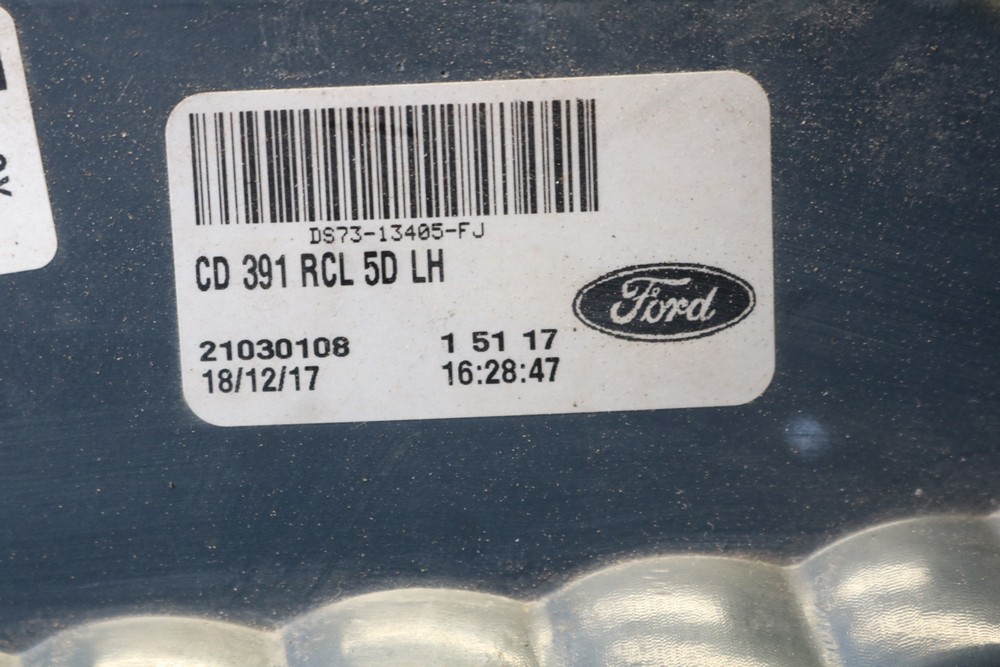 DS73-13405-FJ
CD 391 RCL 5D LH
Ford
21030108 1 51 17
18/12/17 16:28:47